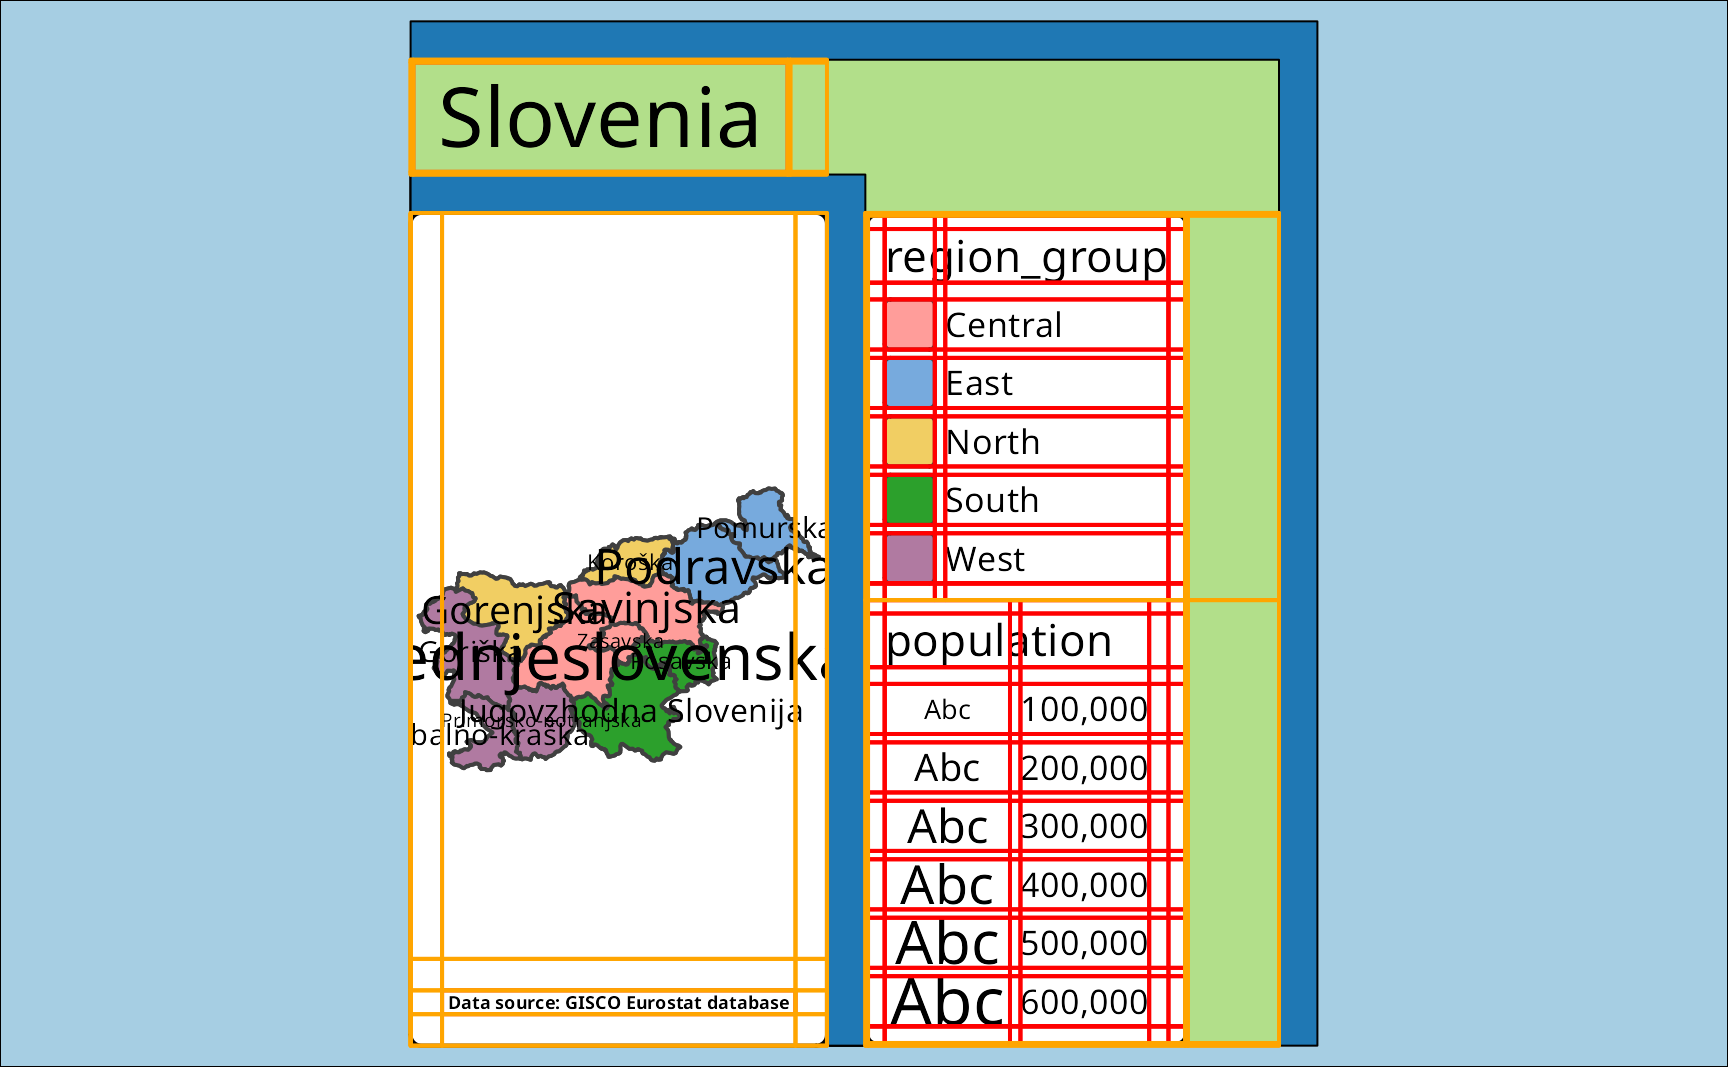 Slovenia
region_group
Central
East
North
South
West
population
Abc 100,000
Abc 200,000
Abc 300,000
Abc 400,000
Abc 500,000
Abc 600,000
Pomurska
Koroška
Podravska
Gorenjska
Savinjska
Zasavska
Goriška
ednjeslovenska
Posavska
Jugovzhodna Slovenija
Primorsko-notranjska
balno-kraška
Data source: GISCO Eurostat database